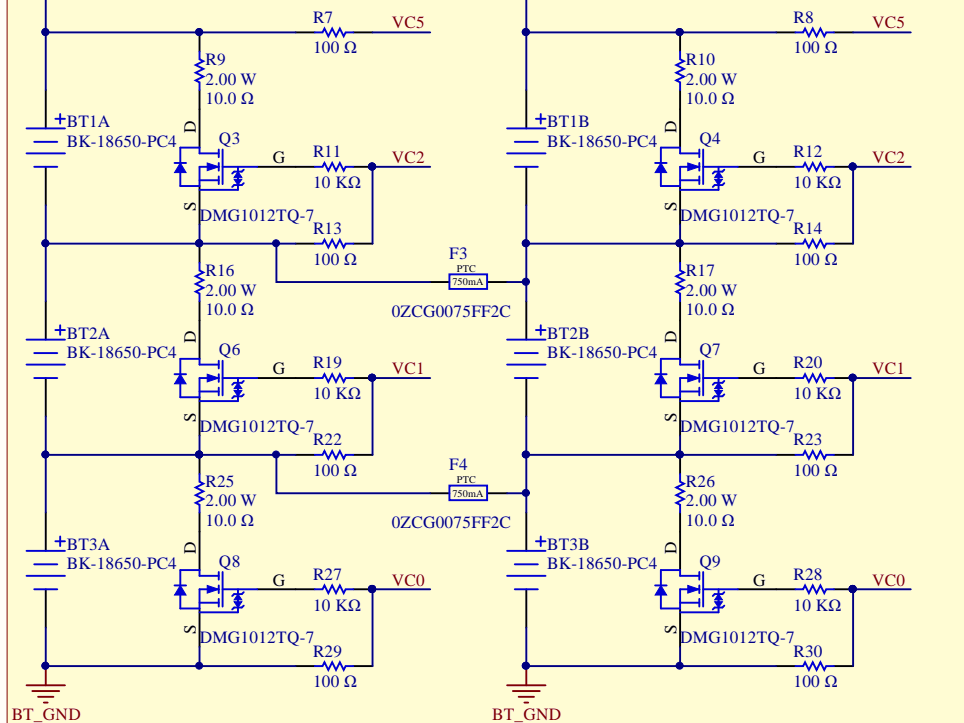 R7
VC5
100 Ω
R8
VC5
100 Ω
R9
2.00 W
10.0 Ω
R10
2.00 W
10.0 Ω
BT1A
BK-18650-PC4
D
Q3
G
S
DMG1012TQ-7
R11
10 KΩ
VC2
R13
100 Ω
BT1B
BK-18650-PC4
D
Q4
G
S
DMG1012TQ-7
R12
10 KΩ
VC2
R14
100 Ω
F3
PTC
750mA
0ZCG0075FF2C
R16
2.00 W
10.0 Ω
R17
2.00 W
10.0 Ω
BT2A
BK-18650-PC4
D
Q6
G
S
DMG1012TQ-7
R19
10 KΩ
VC1
R22
100 Ω
BT2B
BK-18650-PC4
D
Q7
G
S
DMG1012TQ-7
R20
10 KΩ
VC1
R23
100 Ω
F4
PTC
750mA
0ZCG0075FF2C
R25
2.00 W
10.0 Ω
R26
2.00 W
10.0 Ω
BT3A
BK-18650-PC4
D
Q8
G
S
DMG1012TQ-7
R27
10 KΩ
VC0
R29
100 Ω
BT3B
BK-18650-PC4
D
Q9
G
S
DMG1012TQ-7
R28
10 KΩ
VC0
R30
100 Ω
BT_GND
BT_GND